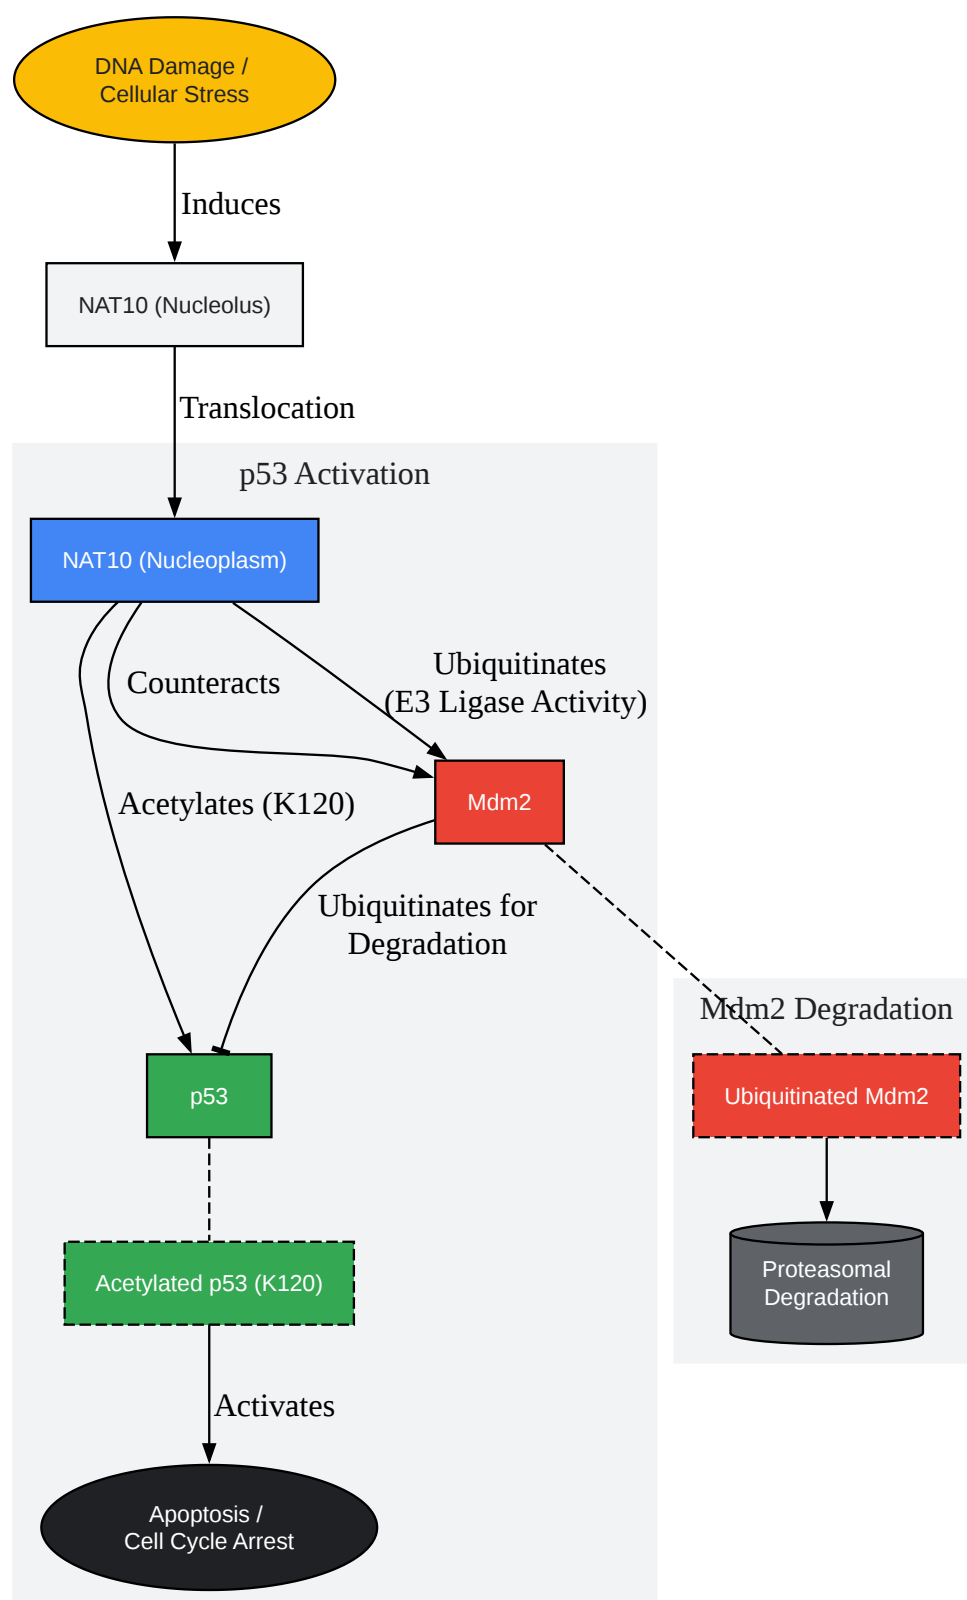 DNA Damage /
Cellular Stress
Induces
NAT10 (Nucleolus)
Translocation
p53 Activation
NAT10 (Nucleoplasm)
Counteracts
Ubiquitinates
(E3 Ligase Activity)
Acetylates (K120)
Mdm2
Ubiquitinates for
Degradation
Mdm2 Degradation
p53
Ubiquitinated Mdm2
Acetylated p53 (K120)
Proteasomal
Degradation
Activates
Apoptosis /
Cell Cycle Arrest